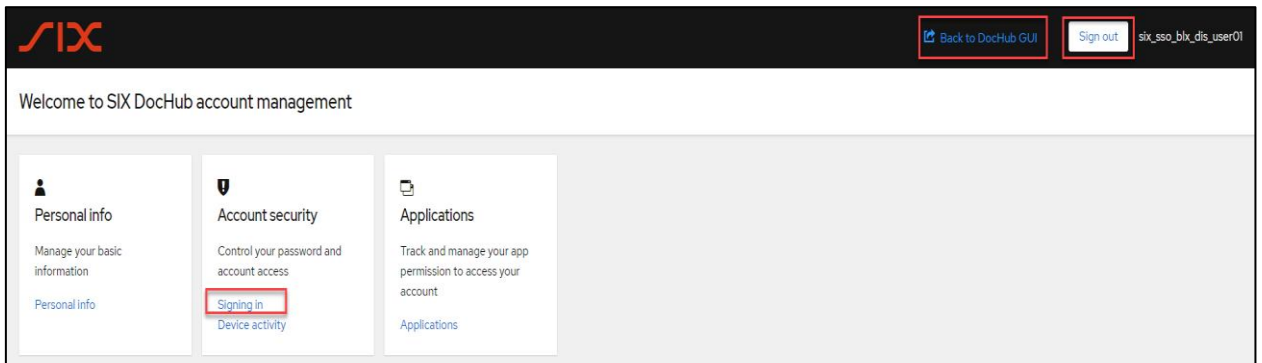 SIX
Back to DocHub GUI
Sign out
six_sso_blx_dis_user01
Welcome to SIX DocHub account management
Personal info
Manage your basic
information
Personal info
Account security
Control your password and
account access
Signing in
Device activity
Applications
Track and manage your app
permission to access your
account
Applications